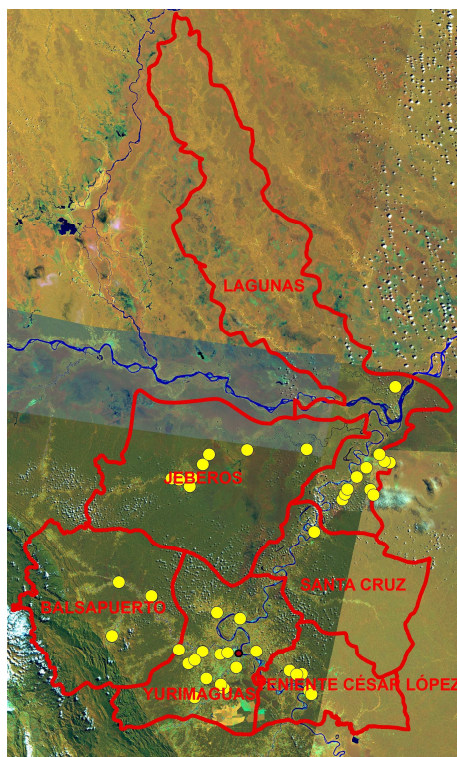 LAGUNAS
JEBEROS
SANTA CRUZ
BALSAPUERTO
YURIMAGUAS
TENIENTE CÉSAR LÓPEZ